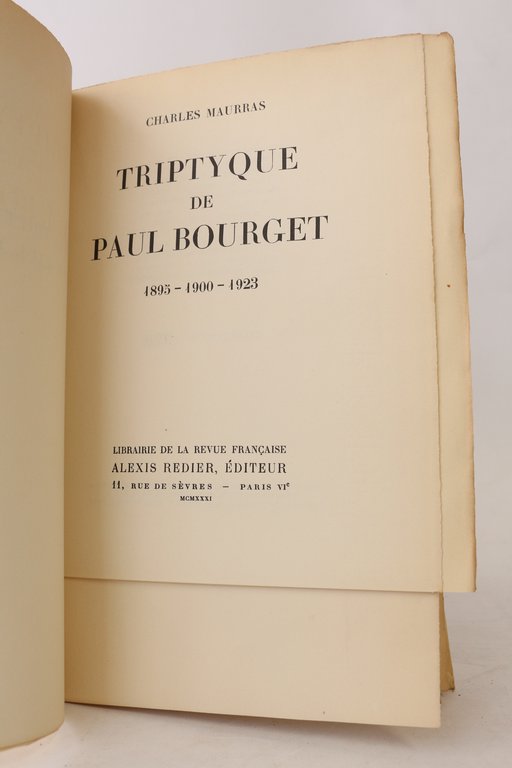 CHARLES MAURRAS
TRIPTYQUE
DE
PAUL BOURGET
1895 - 1900 - 1923
LIBRAIRIE DE LA REVUE FRANÇAISE
ALEXIS REDIER, ÉDITEUR
11, RUE DE SÈVRES — PARIS VIe
MCMXXXI